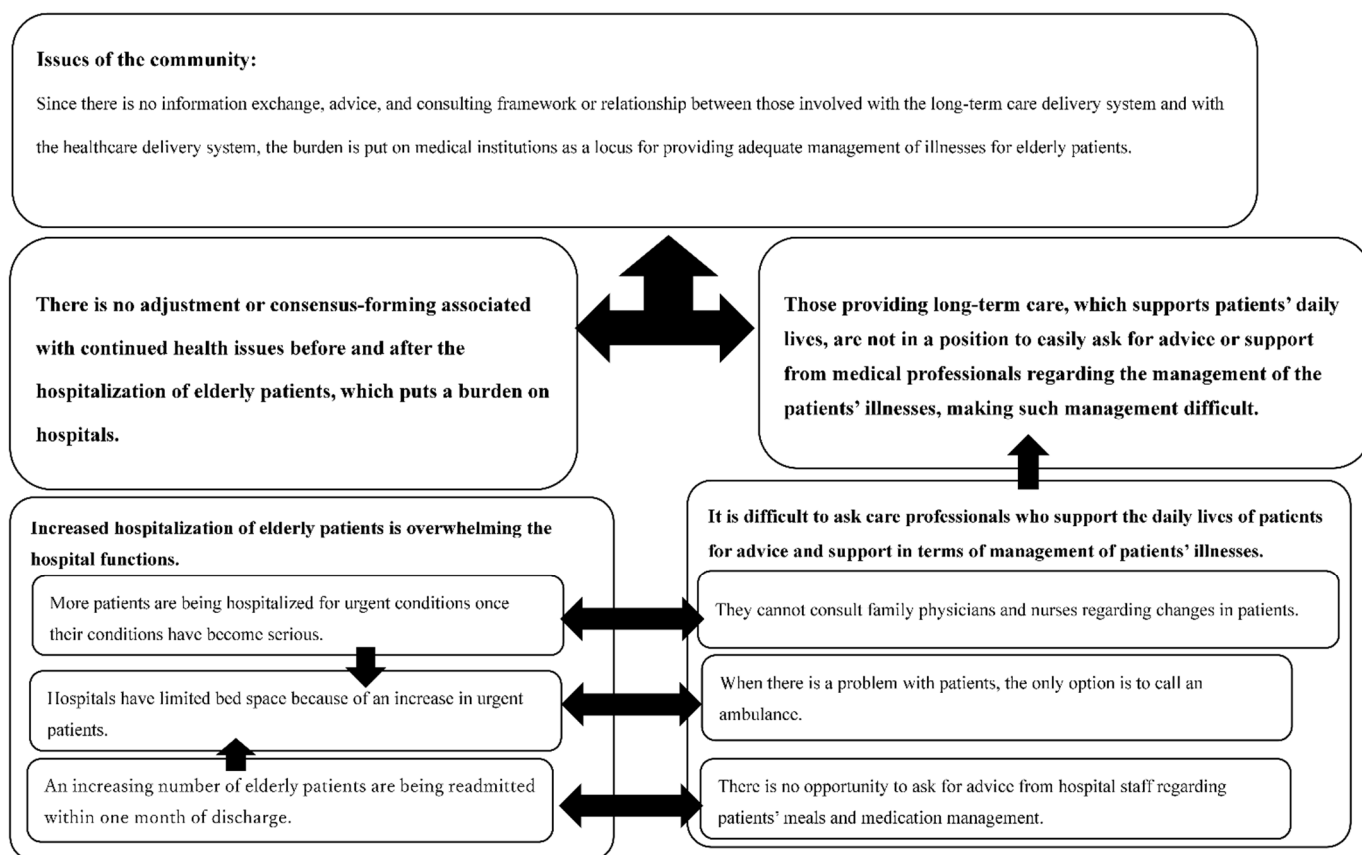 Issues of the community:
Since there is no information exchange, advice, and consulting framework or relationship between those involved with the long-term care delivery system and with
the healthcare delivery system, the burden is put on medical institutions as a locus for providing adequate management of illnesses for elderly patients.
There is no adjustment or consensus-forming associated
with continued health issues before and after the
hospitalization of elderly patients, which puts a burden on
hospitals.
Those providing long-term care, which supports patients' daily
lives, are not in a position to easily ask for advice or support
from medical professionals regarding the management of the
patients' illnesses, making such management difficult.
Increased hospitalization of elderly patients is overwhelming the
hospital functions.
More patients are being hospitalized for urgent conditions once
their conditions have become serious.
Hospitals have limited bed space because of an increase in urgent
patients.
An increasing number of elderly patients are being readmitted
within one month of discharge.
It is difficult to ask care professionals who support the daily lives of patients
for advice and support in terms of management of patients' illnesses.
They cannot consult family physicians and nurses regarding changes in patients.
When there is a problem with patients, the only option is to call an
ambulance.
There is no opportunity to ask for advice from hospital staff regarding
patients' meals and medication management.